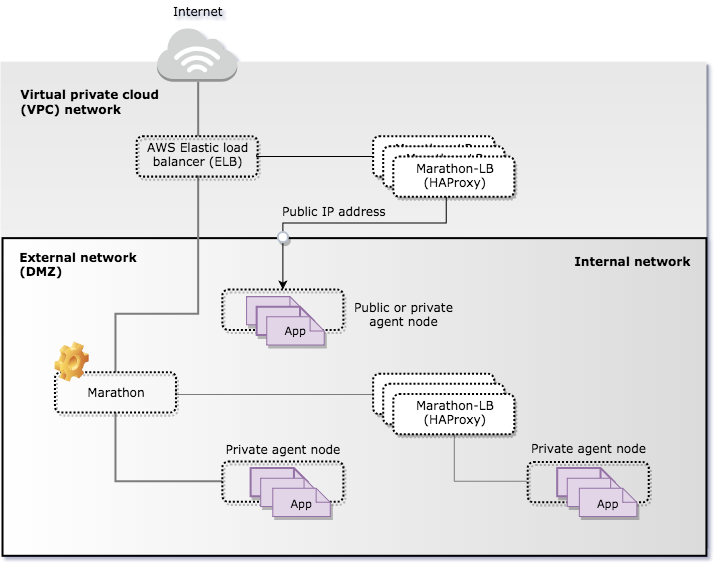 Internet
Virtual private cloud
(VPC) network
AWS Elastic load
balancer (ELB)
Marathon-LB
(HAProxy)
Public IP address
External network
(DMZ)
Internal network
App
Public or private
agent node
Marathon
Marathon-LB
(HAProxy)
Private agent node
App
Private agent node
App